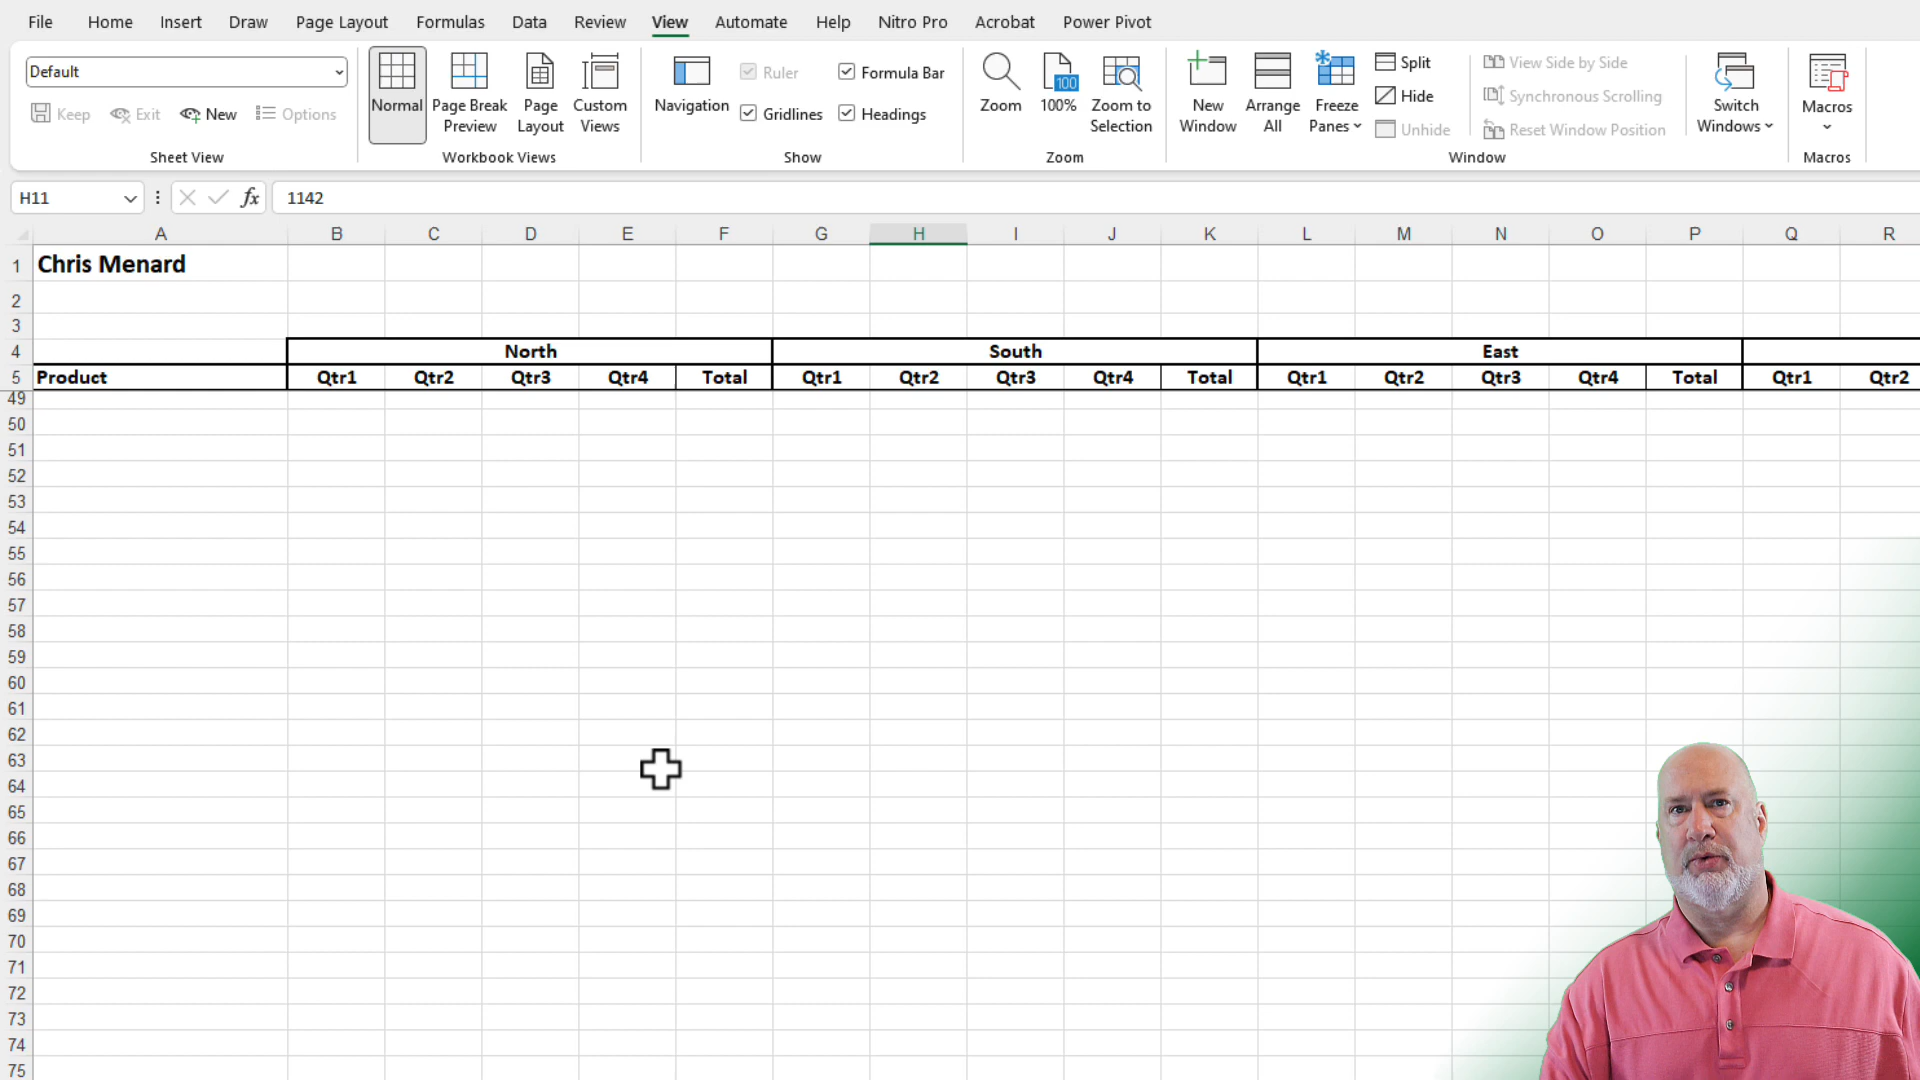 File Home Insert Draw Page Layout Formulas Data Review View Automate Help Nitro Pro Acrobat Power Pivot
Default
Keep Exit New Options
Sheet View
Normal
Page Break Preview
Page Layout
Custom Views
Workbook Views
Navigation
Ruler Formula Bar
Gridlines Headings
Show
Zoom
100
100%
Zoom to Selection
Zoom
New Window
Arrange All
Freeze Panes
Split
Hide
Unhide
View Side by Side
Synchronous Scrolling
Reset Window Position
Window
Switch Windows
Macros
Macros
H11 fx 1142
A B C D E F G H I J K L M N O P Q R
1 Chris Menard
2
3
4 North South East
5 Product Qtr1 Qtr2 Qtr3 Qtr4 Total Qtr1 Qtr2 Qtr3 Qtr4 Total Qtr1 Qtr2 Qtr3 Qtr4 Total Qtr1 Qtr2
49
50
51
52
53
54
55
56
57
58
59
60
61
62
63
64
65
66
67
68
69
70
71
72
73
74
75